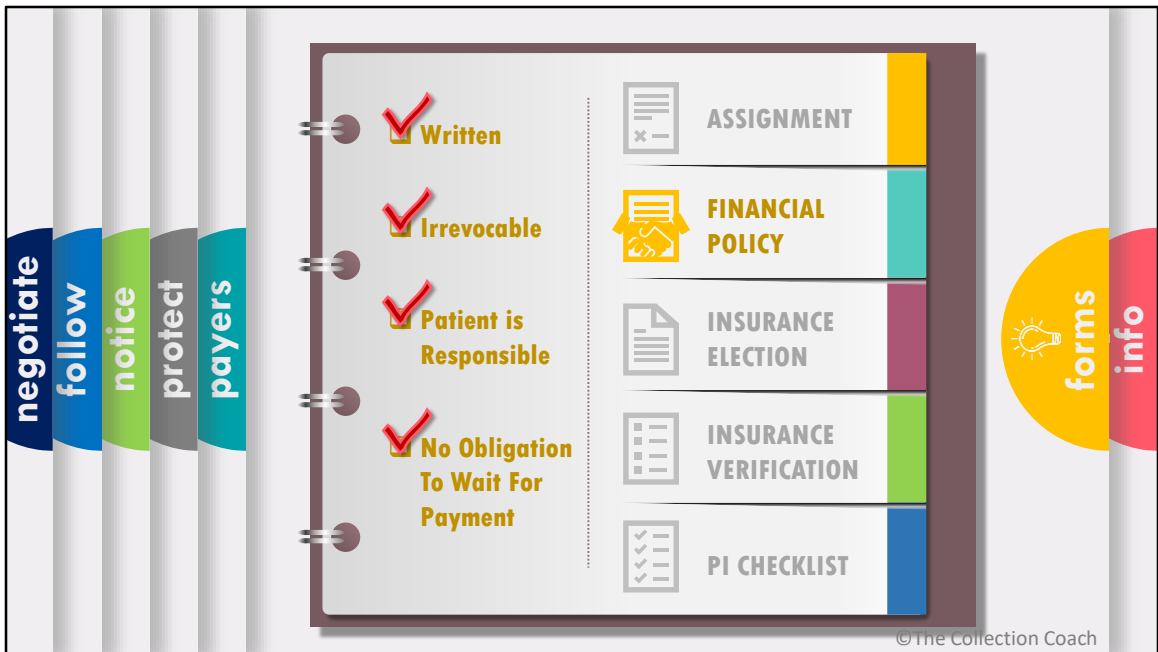 negotiate
follow
notice
protect
payers
Written
Irrevocable
Patient is
Responsible
No Obligation
To Wait For
Payment
ASSIGNMENT
FINANCIAL
POLICY
INSURANCE
ELECTION
INSURANCE
VERIFICATION
PI CHECKLIST
forms
info
©The Collection Coach